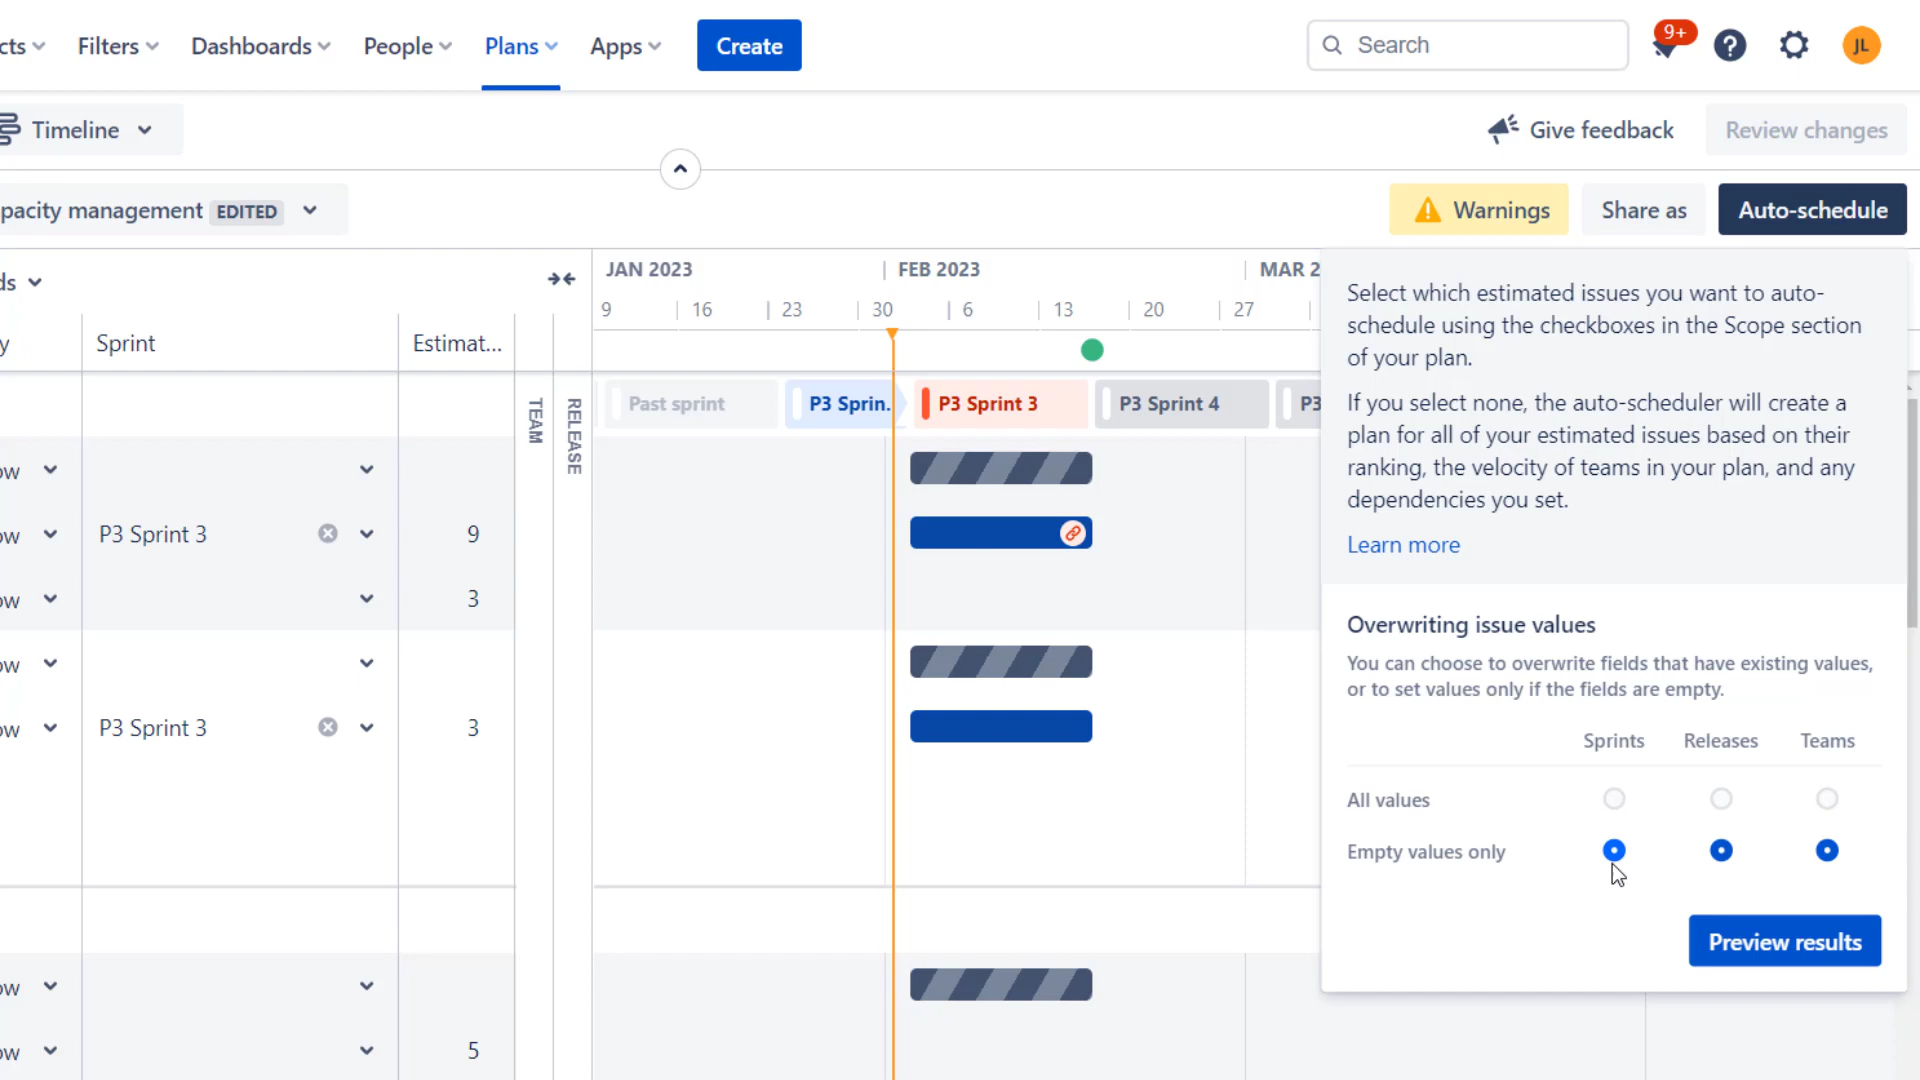 cts Filters Dashboards People Plans Apps Create Search 9+ JL
Timeline Give feedback Review changes
pacity management EDITED Warnings Share as Auto-schedule
ds JAN 2023 FEB 2023 MAR 2
9 16 23 30 6 13 20 27
y Sprint Estimat...
TEAM
RELEASE
Past sprint P3 Sprin. P3 Sprint 3 P3 Sprint 4 P3
ow
ow P3 Sprint 3 9
ow 3
ow
ow P3 Sprint 3 3
ow
ow 5
Select which estimated issues you want to auto-
schedule using the checkboxes in the Scope section
of your plan.
If you select none, the auto-scheduler will create a
plan for all of your estimated issues based on their
ranking, the velocity of teams in your plan, and any
dependencies you set.
Learn more
Overwriting issue values
You can choose to overwrite fields that have existing values,
or to set values only if the fields are empty.
Sprints Releases Teams
All values
Empty values only
Preview results